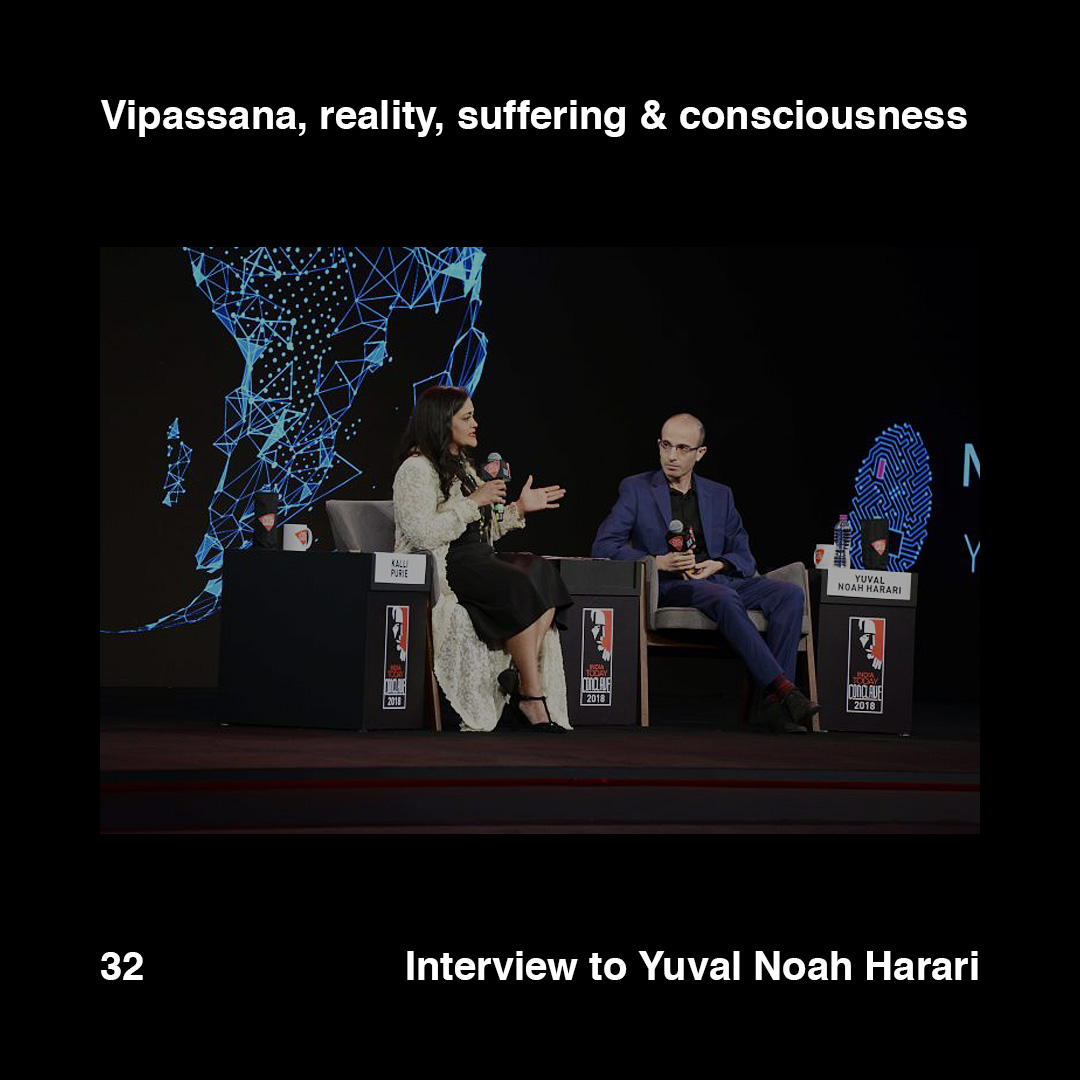 Vipassana, reality, suffering & consciousness
N
Y
KALLI
PURIE
YUVAL
NOAH HARARI
INDIA
TODAY
CONCLAVE
2018
INDIA
TODAY
CONCLAVE
2018
INDIA
TODAY
CONCLAVE
2018
32
Interview to Yuval Noah Harari